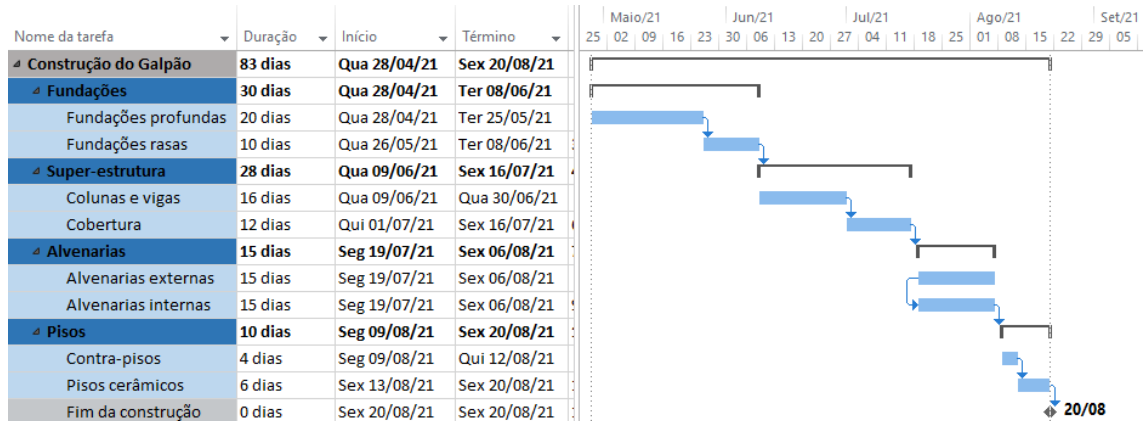 Maio/21 Jun/21 Jul/21 Ago/21 Set/21
Nome da tarefa Duração Início Término 25 02 09 16 23 30 06 13 20 27 04 11 18 25 01 08 15 22 29 05
Construção do Galpão 83 dias Qua 28/04/21 Sex 20/08/21
Fundações 30 dias Qua 28/04/21 Ter 08/06/21
Fundações profundas 20 dias Qua 28/04/21 Ter 25/05/21
Fundações rasas 10 dias Qua 26/05/21 Ter 08/06/21
Super-estrutura 28 dias Qua 09/06/21 Sex 16/07/21
Colunas e vigas 16 dias Qua 09/06/21 Qua 30/06/21
Cobertura 12 dias Qui 01/07/21 Sex 16/07/21
Alvenarias 15 dias Seg 19/07/21 Sex 06/08/21
Alvenarias externas 15 dias Seg 19/07/21 Sex 06/08/21
Alvenarias internas 15 dias Seg 19/07/21 Sex 06/08/21
Pisos 10 dias Seg 09/08/21 Sex 20/08/21
Contra-pisos 4 dias Seg 09/08/21 Qui 12/08/21
Pisos cerâmicos 6 dias Sex 13/08/21 Sex 20/08/21
Fim da construção 0 dias Sex 20/08/21 Sex 20/08/21 20/08